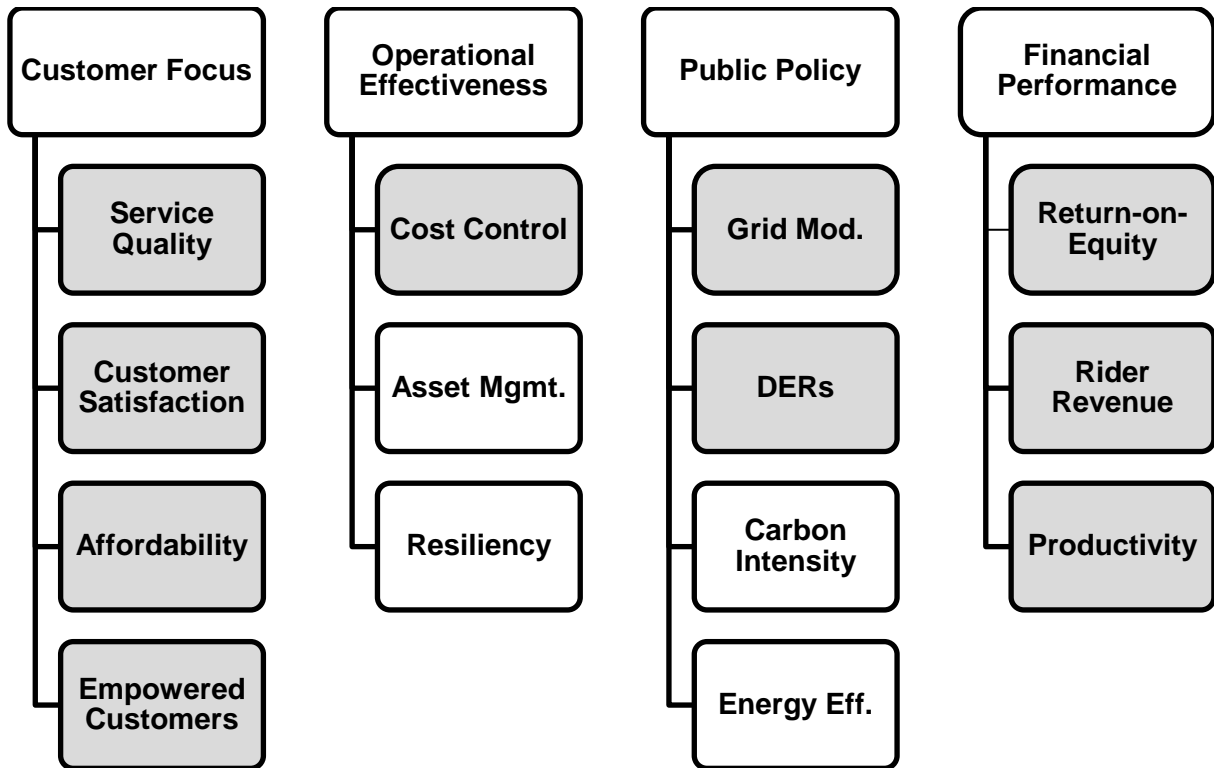 Customer Focus
Service
Quality
Customer
Satisfaction
Affordability
Empowered
Customers
Operational
Effectiveness
Cost Control
Asset Mgmt.
Resiliency
Public Policy
Grid Mod.
DERs
Carbon
Intensity
Energy Eff.
Financial
Performance
Return-on-
Equity
Rider
Revenue
Productivity